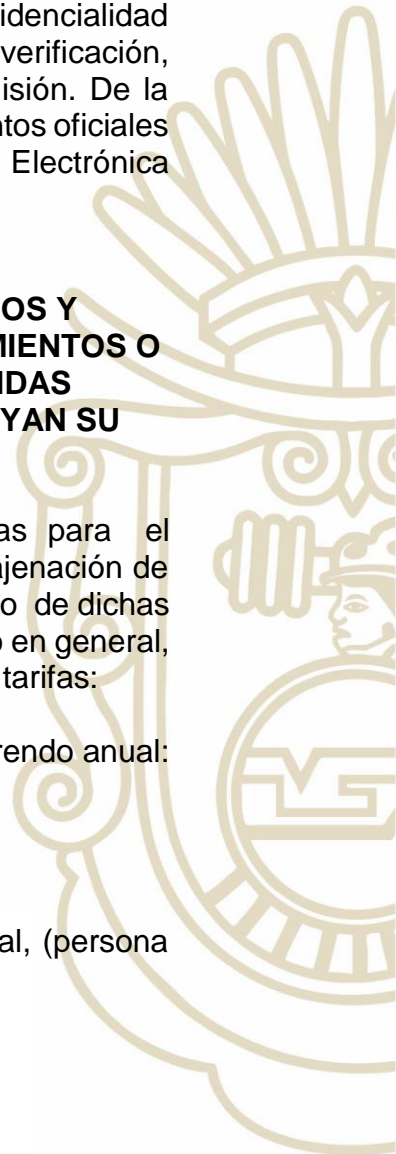 idencialidad
verificación,
isión. De la
ntos oficiales
Electrónica
OS Y
MIENTOS O
IDAS
YAN SU
as para el
ajenación de
o de dichas
o en general,
tarifas:
rendo anual:
al, (persona